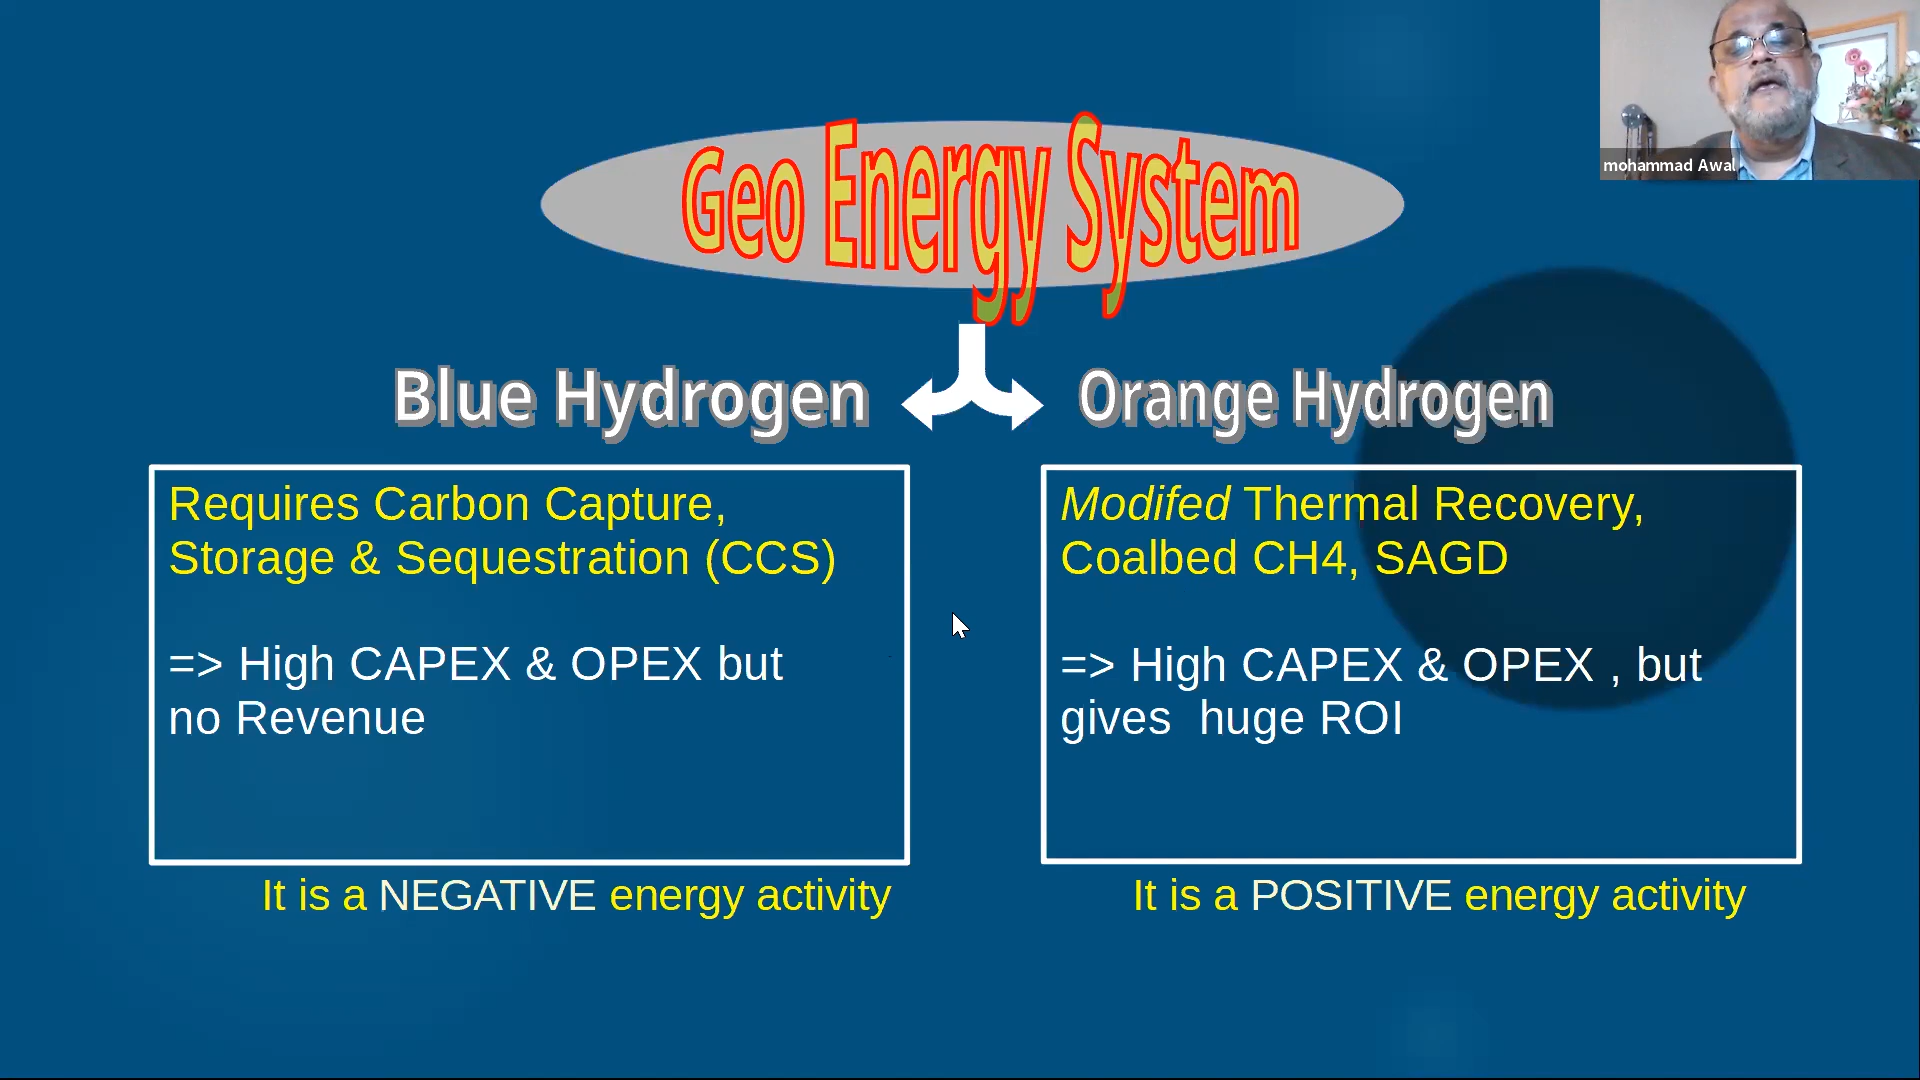 mohammad Awal
Geo Energy System
Blue Hydrogen
Orange Hydrogen
Requires Carbon Capture,
Storage & Sequestration (CCS)
=> High CAPEX & OPEX but
no Revenue
It is a NEGATIVE energy activity
Modifed Thermal Recovery,
Coalbed CH4, SAGD
=> High CAPEX & OPEX , but
gives  huge ROI
It is a POSITIVE energy activity